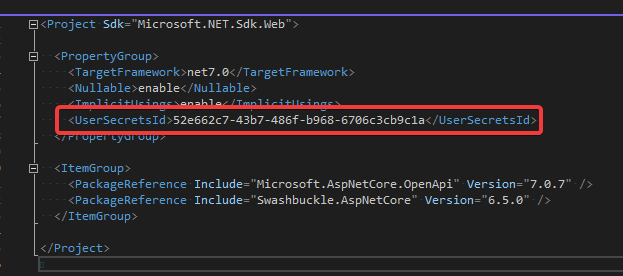 <Project Sdk="Microsoft.NET.Sdk.Web">
<PropertyGroup>
<TargetFramework>net7.0</TargetFramework>
<Nullable>enable</Nullable>
<ImplicitUsings>enable</ImplicitUsings>
<UserSecretsId>52e662c7-43b7-486f-b968-6706c3cb9c1a</UserSecretsId>
</PropertyGroup>
<ItemGroup>
<PackageReference Include="Microsoft.AspNetCore.OpenApi" Version="7.0.7" />
<PackageReference Include="Swashbuckle.AspNetCore" Version="6.5.0" />
</ItemGroup>
</Project>